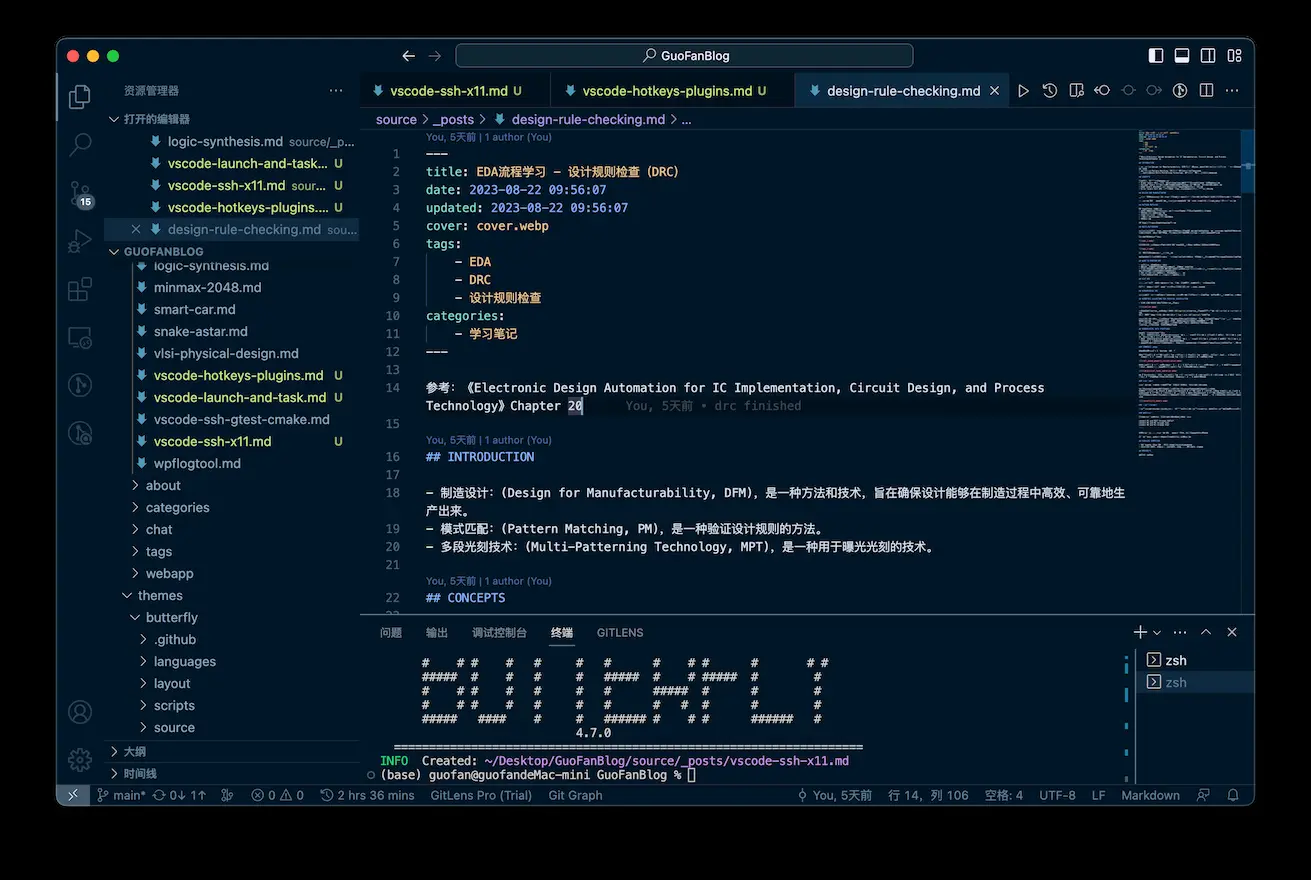 GuoFanBlog
资源管理器
打开的编辑器
logic-synthesis.md source/_p...
vscode-launch-and-task... U
vscode-ssh-x11.md sour... U
vscode-hotkeys-plugins.... U
design-rule-checking.md sou...
GUOFANBLOG
logic-synthesis.md
minmax-2048.md
smart-car.md
snake-astar.md
vlsi-physical-design.md
vscode-hotkeys-plugins.md U
vscode-launch-and-task.md U
vscode-ssh-gtest-cmake.md
vscode-ssh-x11.md U
wpflogtool.md
about
categories
chat
tags
webapp
themes
butterfly
.github
languages
layout
scripts
source
大纲
时间线
15
vscode-ssh-x11.md U
vscode-hotkeys-plugins.md U
design-rule-checking.md
source > _posts > design-rule-checking.md > ...
You, 5天前 | 1 author (You)
1 ---
2 title: EDA流程学习 - 设计规则检查 (DRC)
3 date: 2023-08-22 09:56:07
4 updated: 2023-08-22 09:56:07
5 cover: cover.webp
6 tags:
7 - EDA
8 - DRC
9 - 设计规则检查
10 categories:
11 - 学习笔记
12 ---
13
14 参考：《Electronic Design Automation for IC Implementation, Circuit Design, and Process
Technology》Chapter 20 You, 5天前 • drc finished
15
You, 5天前 | 1 author (You)
16 ## INTRODUCTION
17
18 - 制造设计：(Design for Manufacturability, DFM)，是一种方法和技术，旨在确保设计能够在制造过程中高效、可靠地生
产出来。
19 - 模式匹配：(Pattern Matching, PM)，是一种验证设计规则的方法。
20 - 多段光刻技术：(Multi-Patterning Technology, MPT)，是一种用于曝光光刻的技术。
21
You, 5天前 | 1 author (You)
22 ## CONCEPTS
问题 输出 调试控制台 终端 GITLENS
4.7.0
INFO Created: ~/Desktop/GuoFanBlog/source/_posts/vscode-ssh-x11.md
(base) guofan@guofandeMac-mini GuoFanBlog %
zsh
zsh
main* 0↓ 1↑ 0 0 2 hrs 36 mins GitLens Pro (Trial) Git Graph You, 5天前 行 14，列 106 空格: 4 UTF-8 LF Markdown